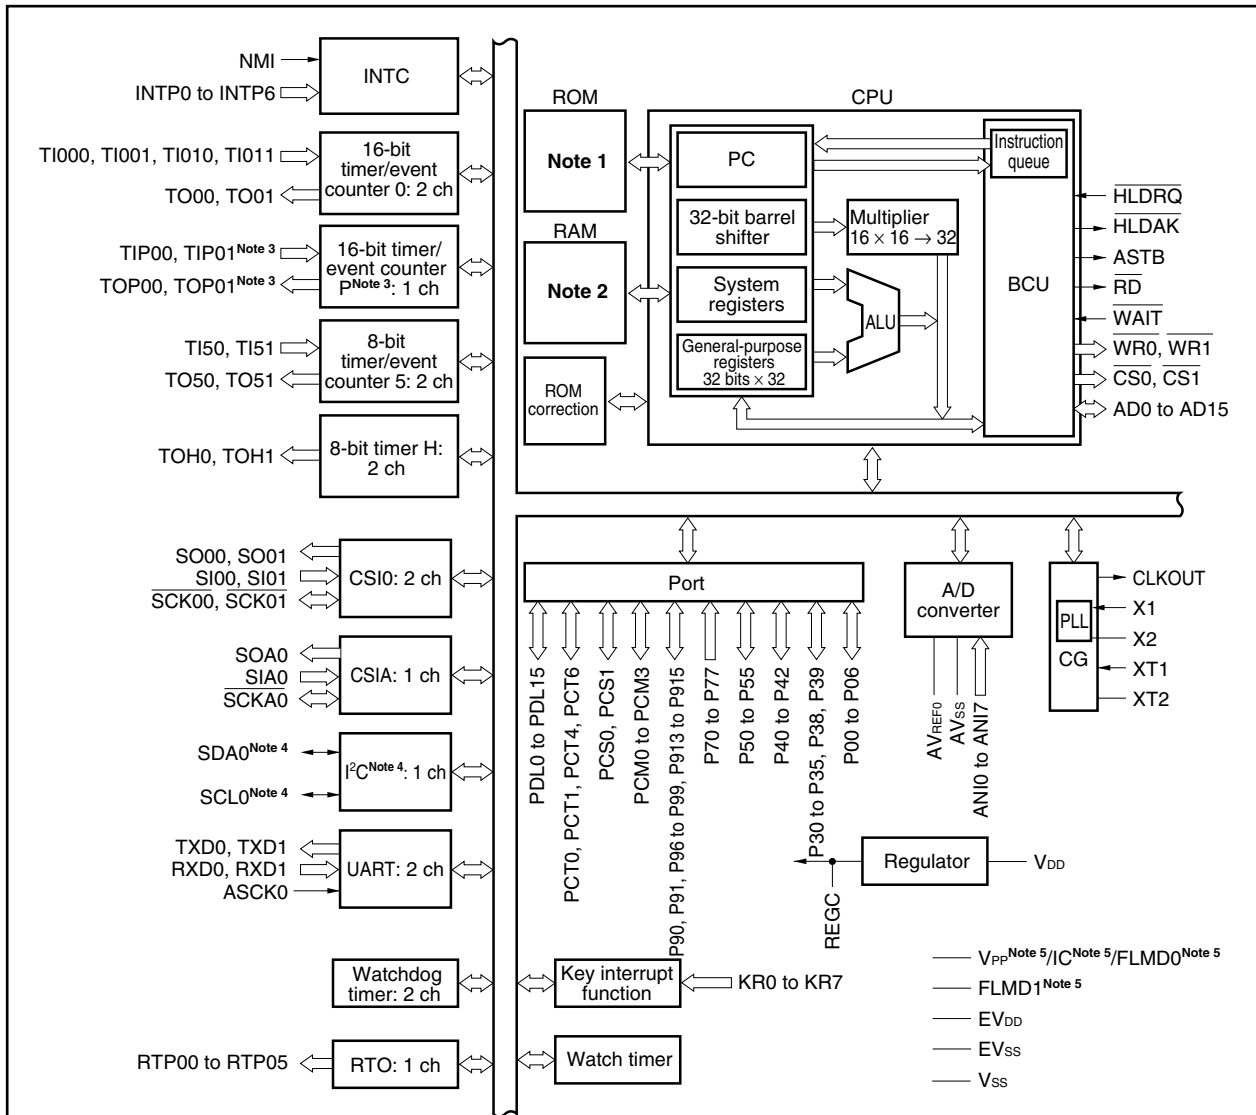 NMI
INTP0 to INTP6
INTC
TI000, TI001, TI010, TI011
TO00, TO01
16-bit
timer/event
counter 0: 2 ch
TIP00, TIP01Note 3
TOP00, TOP01Note 3
16-bit timer/
event counter
PNote 3: 1 ch
TI50, TI51
TO50, TO51
8-bit
timer/event
counter 5: 2 ch
TOH0, TOH1
8-bit timer H:
2 ch
SO00, SO01
SI00, SI01
SCK00, SCK01
CSI0: 2 ch
SOA0
SIA0
SCKA0
CSIA: 1 ch
SDA0Note 4
SCL0Note 4
I2CNote 4: 1 ch
TXD0, TXD1
RXD0, RXD1
ASCK0
UART: 2 ch
Watchdog
timer: 2 ch
RTP00 to RTP05
RTO: 1 ch
ROM
Note 1
RAM
Note 2
ROM
correction
CPU
PC
32-bit barrel
shifter
System
registers
General-purpose
registers
32 bits × 32
Multiplier
16 × 16 → 32
ALU
Instruction
queue
BCU
HLDRQ
HLDAK
ASTB
RD
WAIT
WR0, WR1
CS0, CS1
AD0 to AD15
Port
PDL0 to PDL15
PCT0, PCT1, PCT4, PCT6
PCS0, PCS1
PCM0 to PCM3
P90, P91, P96 to P99, P913 to P915
P70 to P77
P50 to P55
P40 to P42
P30 to P35, P38, P39
P00 to P06
A/D
converter
AVREF0
AVSS
ANI0 to ANI7
PLL
CG
CLKOUT
X1
X2
XT1
XT2
Regulator
VDD
REGC
Key interrupt
function
KR0 to KR7
Watch timer
VPPNote 5/ICNote 5/FLMD0Note 5
FLMD1Note 5
EVDD
EVSS
VSS